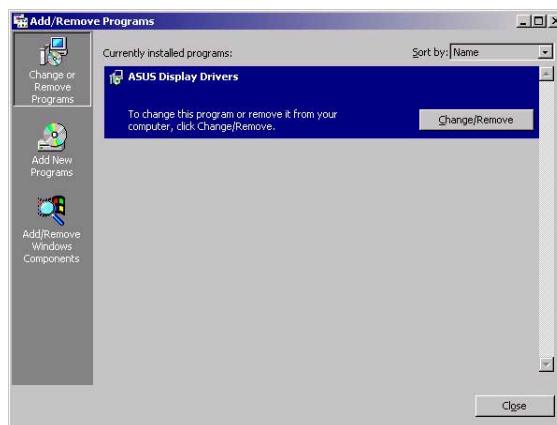 Add/Remove Programs
Change or
Remove
Programs
Add New
Programs
Add/Remove
Windows
Components
Currently installed programs:
Sort by: Name
ASUS Display Drivers
To change this program or remove it from your
computer, click Change/Remove.
Change/Remove
Close